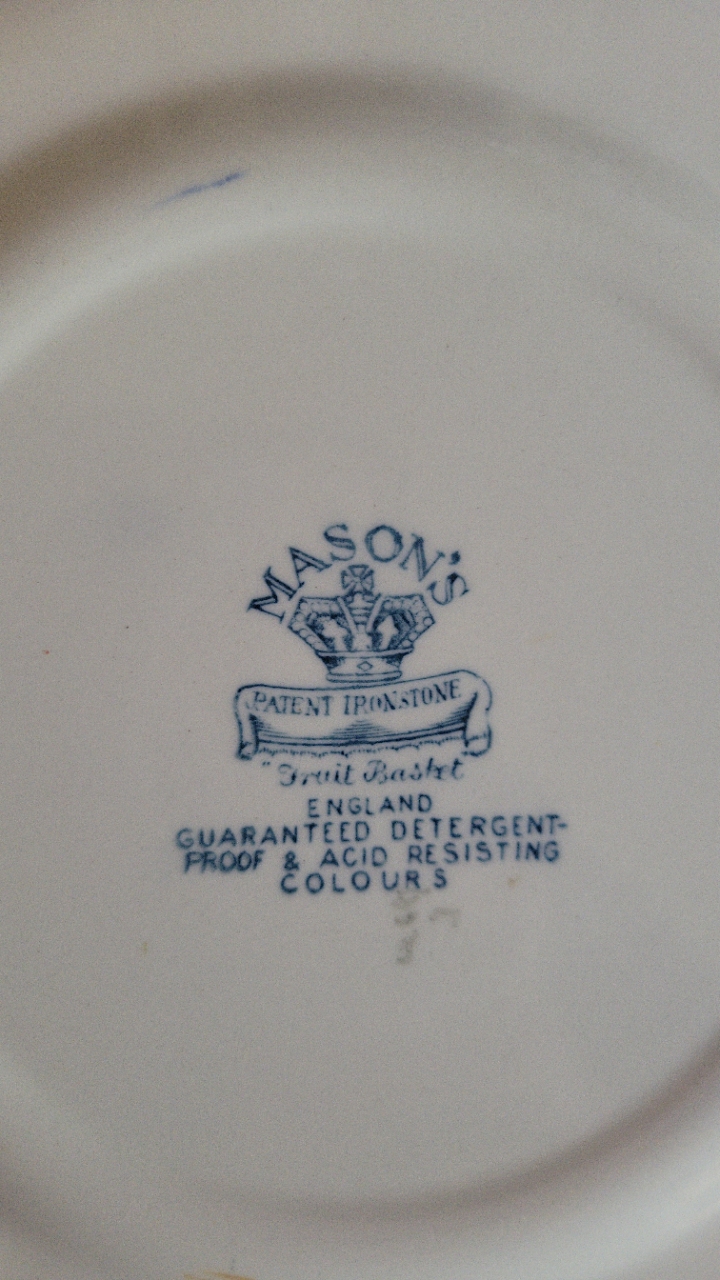 MASON'S
PATENT IRONSTONE
"Fruit Basket"
ENGLAND
GUARANTEED DETERGENT-
PROOF & ACID RESISTING
COLOURS